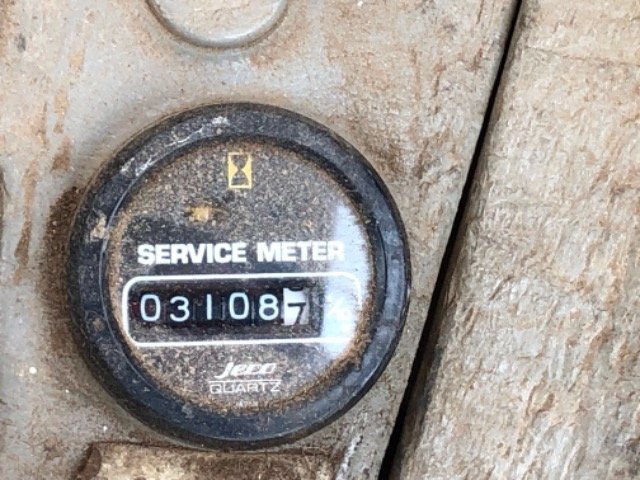 SERVICE METER
031087
Jeco
QUARTZ